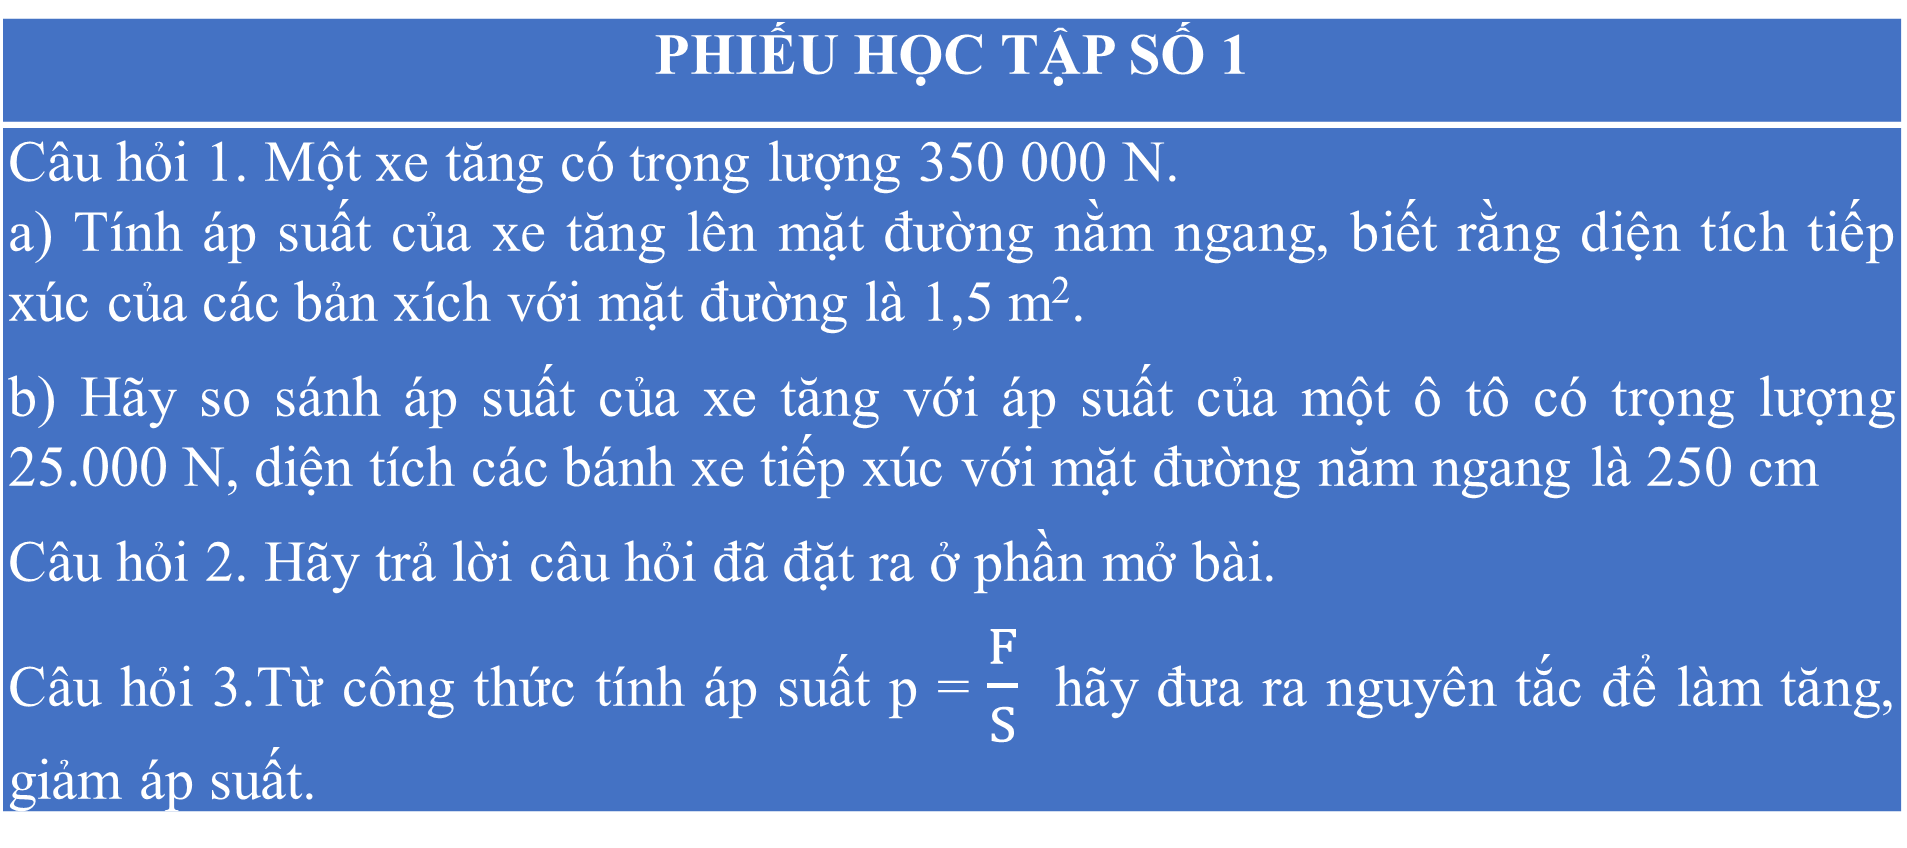 PHIẾU HỌC TẬP SỐ 1
Câu hỏi 1. Một xe tăng có trọng lượng 350 000 N.
a) Tính áp suất của xe tăng lên mặt đường nằm ngang, biết rằng diện tích tiếp
xúc của các bản xích với mặt đường là 1,5 m².
b) Hãy so sánh áp suất của xe tăng với áp suất của một ô tô có trọng lượng
25.000 N, diện tích các bánh xe tiếp xúc với mặt đường năm ngang là 250 cm
Câu hỏi 2. Hãy trả lời câu hỏi đã đặt ra ở phần mở bài.
Câu hỏi 3.Từ công thức tính áp suất p = F/S hãy đưa ra nguyên tắc để làm tăng,
giảm áp suất.